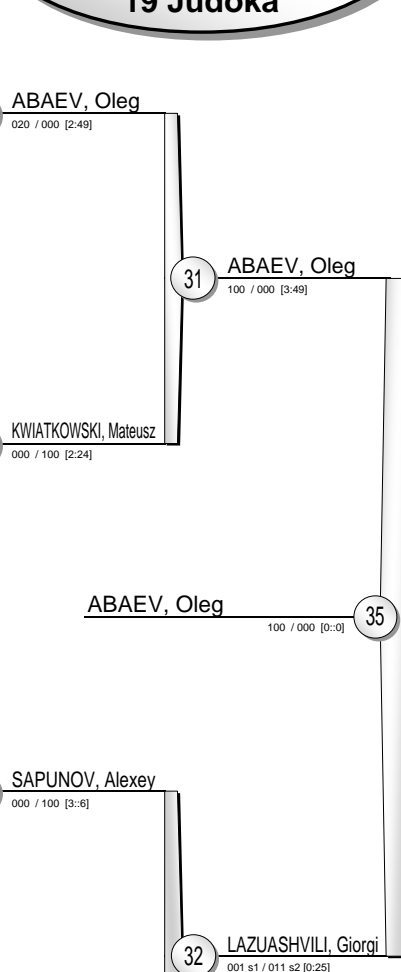 19 Judoka
ABAEV, Oleg
020 / 000 [2:49]
31
ABAEV, Oleg
100 / 000 [3:49]
KWIATKOWSKI, Mateusz
000 / 100 [2:24]
ABAEV, Oleg
100 / 000 [0::0]
35
SAPUNOV, Alexey
000 / 100 [3::6]
32
LAZUASHVILI, Giorgi
001 s1 / 011 s2 [0:25]